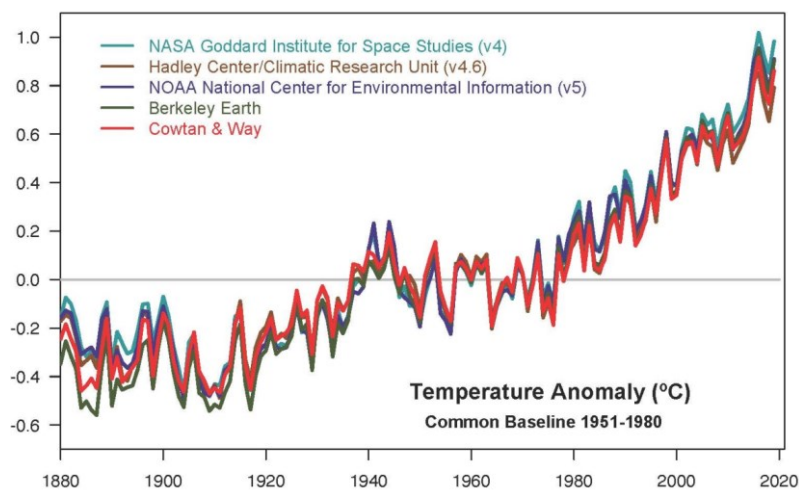 1.0
0.8
0.6
0.4
0.2
0.0
-0.2
-0.4
-0.6
NASA Goddard Institute for Space Studies (v4)
Hadley Center/Climatic Research Unit (v4.6)
NOAA National Center for Environmental Information (v5)
Berkeley Earth
Cowtan & Way
Temperature Anomaly (ºC)
Common Baseline 1951-1980
1880 1900 1920 1940 1960 1980 2000 2020